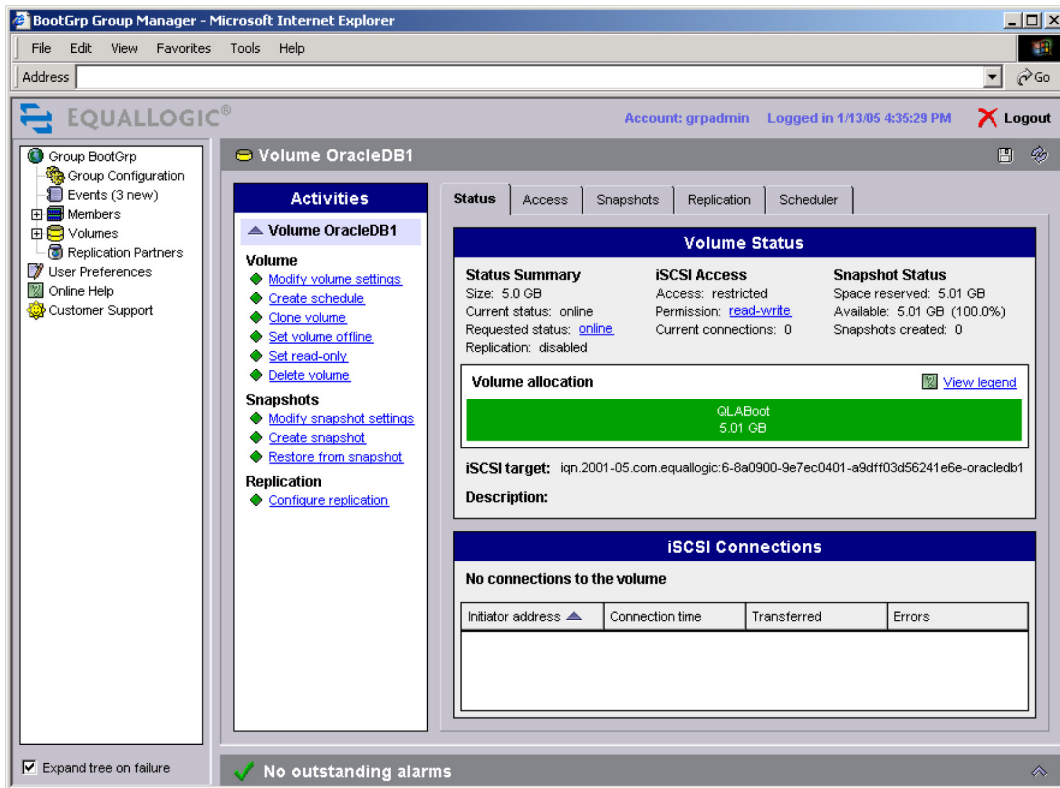 BootGrp Group Manager - Microsoft Internet Explorer
File Edit View Favorites Tools Help
Address Go
EQUALLOGIC®
Account: grpadmin Logged in 1/13/05 4:35:29 PM Logout
Group BootGrp
Group Configuration
Events (3 new)
Members
Volumes
Replication Partners
User Preferences
Online Help
Customer Support
Expand tree on failure
Volume OracleDB1
Activities
Volume OracleDB1
Volume
Modify volume settings
Create schedule
Clone volume
Set volume offline
Set read-only
Delete volume
Snapshots
Modify snapshot settings
Create snapshot
Restore from snapshot
Replication
Configure replication
Status Access Snapshots Replication Scheduler
Volume Status
Status Summary
Size: 5.0 GB
Current status: online
Requested status: online
Replication: disabled
iSCSI Access
Access: restricted
Permission: read-write
Current connections: 0
Snapshot Status
Space reserved: 5.01 GB
Available: 5.01 GB (100.0%)
Snapshots created: 0
Volume allocation
View legend
QLABoot
5.01 GB
iSCSI target: iqn.2001-05.com.equallogic:6-8a0900-9e7ec0401-a9dff03d56241e6e-oracledb1
Description:
iSCSI Connections
No connections to the volume
Initiator address Connection time Transferred Errors
No outstanding alarms